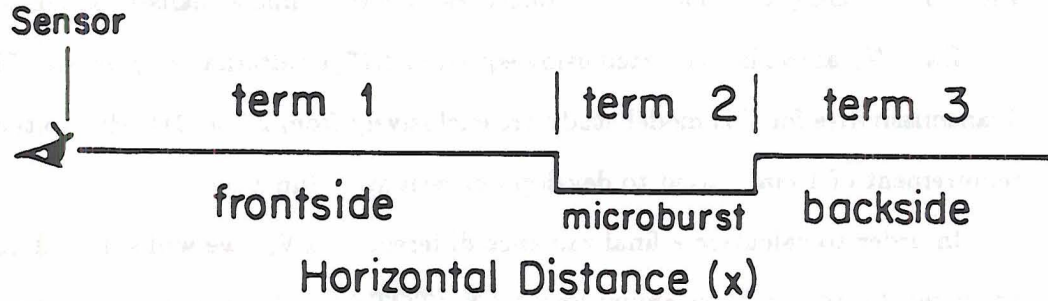 Sensor
term 1 term 2 term 3
frontside microburst backside
Horizontal Distance (x)